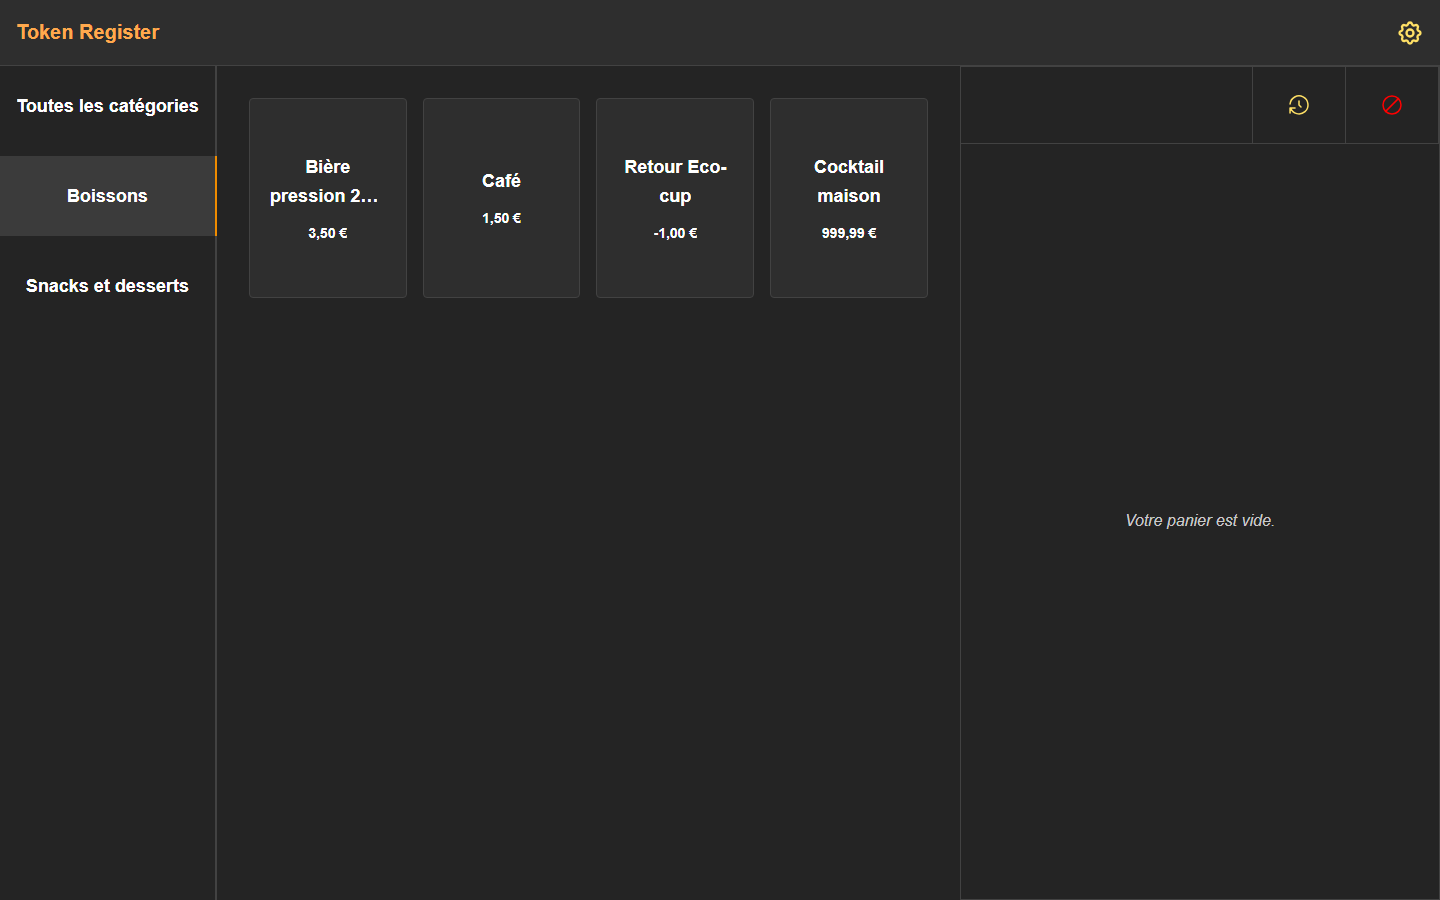 Token Register
Toutes les catégories
Boissons
Snacks et desserts
Bière
pression 2…
3,50 €
Café
1,50 €
Retour Eco-
cup
-1,00 €
Cocktail
maison
999,99 €
Votre panier est vide.